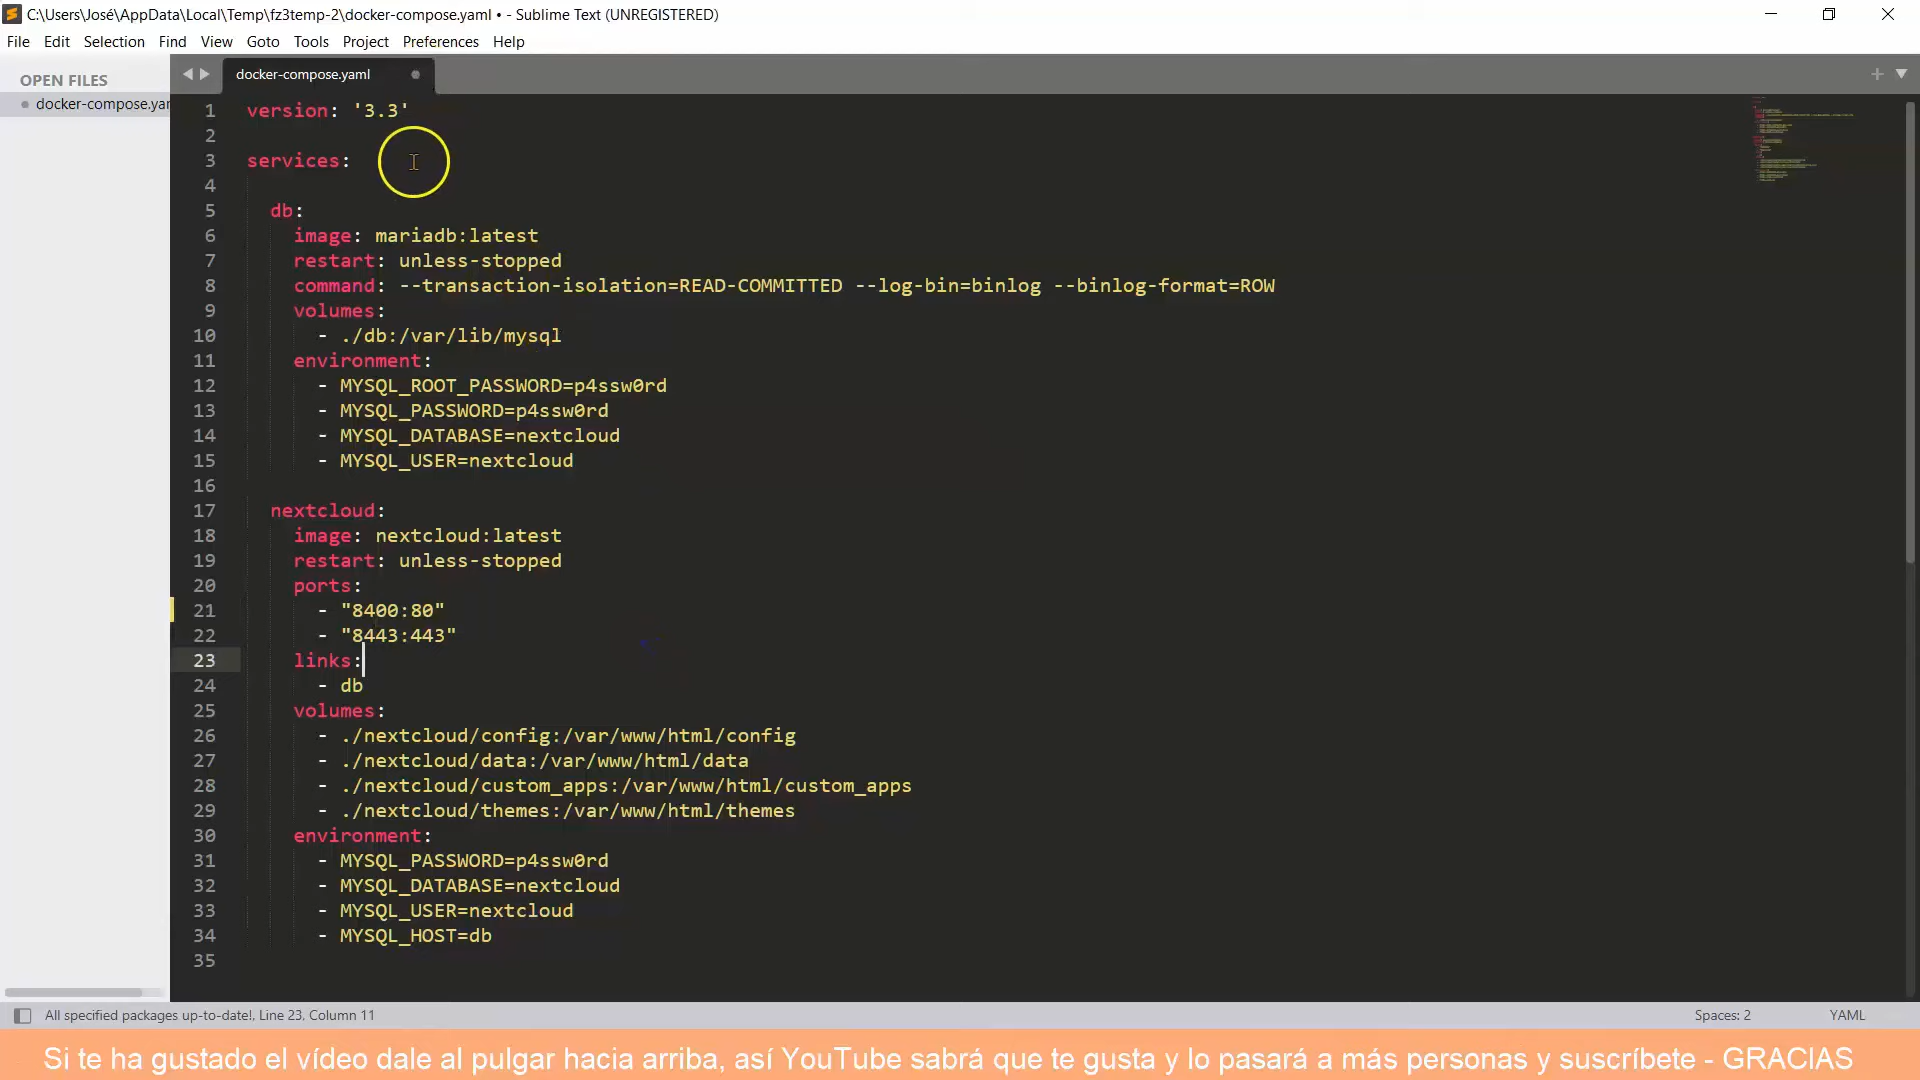 C:\Users\José\AppData\Local\Temp\fz3temp-2\docker-compose.yaml • - Sublime Text (UNREGISTERED)
File Edit Selection Find View Goto Tools Project Preferences Help
OPEN FILES
docker-compose.yaml
docker-compose.yar
1 version: '3.3'
2
3 services:
4
5 db:
6 image: mariadb:latest
7 restart: unless-stopped
8 command: --transaction-isolation=READ-COMMITTED --log-bin=binlog --binlog-format=ROW
9 volumes:
10 - ./db:/var/lib/mysql
11 environment:
12 - MYSQL_ROOT_PASSWORD=p4ssw0rd
13 - MYSQL_PASSWORD=p4ssw0rd
14 - MYSQL_DATABASE=nextcloud
15 - MYSQL_USER=nextcloud
16
17 nextcloud:
18 image: nextcloud:latest
19 restart: unless-stopped
20 ports:
21 - "8400:80"
22 - "8443:443"
23 links:
24 - db
25 volumes:
26 - ./nextcloud/config:/var/www/html/config
27 - ./nextcloud/data:/var/www/html/data
28 - ./nextcloud/custom_apps:/var/www/html/custom_apps
29 - ./nextcloud/themes:/var/www/html/themes
30 environment:
31 - MYSQL_PASSWORD=p4ssw0rd
32 - MYSQL_DATABASE=nextcloud
33 - MYSQL_USER=nextcloud
34 - MYSQL_HOST=db
35
All specified packages up-to-date!, Line 23, Column 11 Spaces: 2 YAML
Si te ha gustado el vídeo dale al pulgar hacia arriba, así YouTube sabrá que te gusta y lo pasará a más personas y suscríbete - GRACIAS